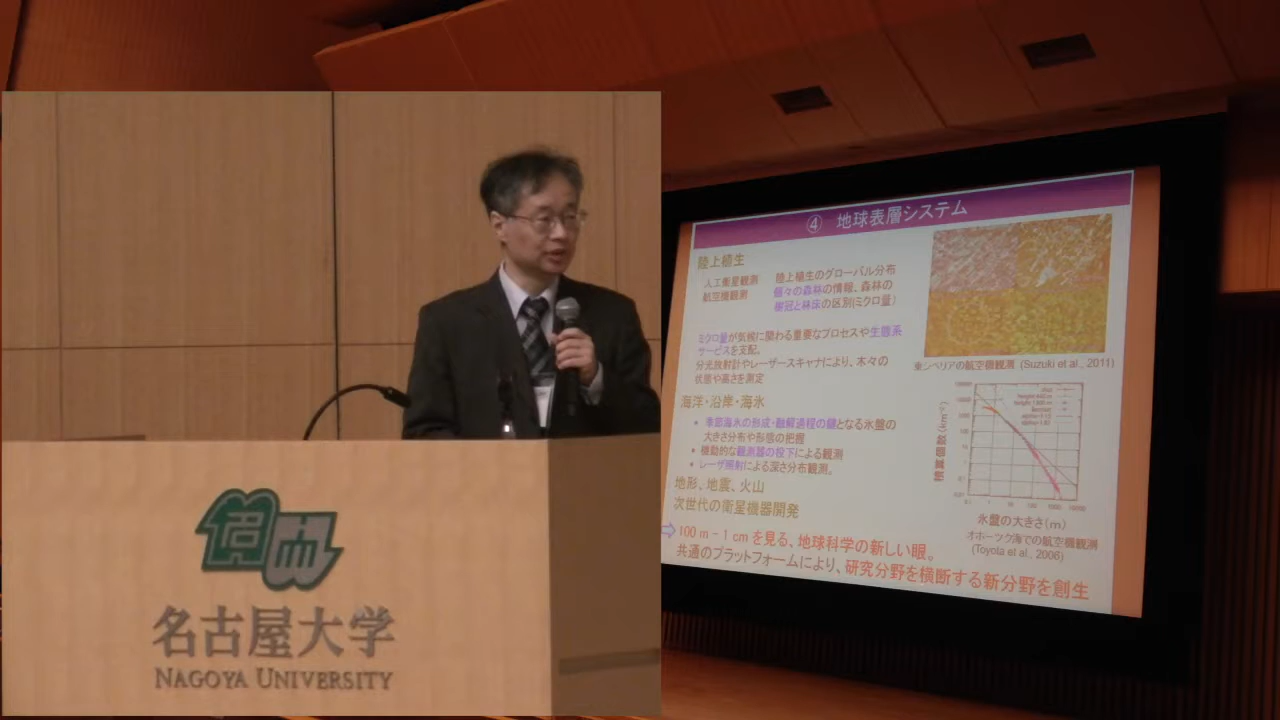 名大
名古屋大学
NAGOYA UNIVERSITY
④ 地球表層システム
陸上植生
人工衛星観測 陸上植生のグローバル分布
航空機観測 個々の森林の情報、森林の
樹冠と林床の区別(ミクロ量)
ミクロ量が気候に関わる重要なプロセスや生態系
サービスを支配。
分光放射計やレーザースキャナにより、木々の
状態や高さを測定
東シベリアの航空機観測 (Suzuki et al., 2011)
海洋・沿岸・海氷
• 季節海氷の形成・融解過程の鍵となる氷盤の
大きさ分布や形態の把握
• 機動的な観測器の投下による観測
• レーザ照射による深さ分布観測。
地形、地震、火山
次世代の衛星機器開発
積算個数(km⁻²)
氷盤の大きさ(m)
オホーツク海での航空機観測
(Toyota et al., 2006)
⇨ 100 m – 1 cm を見る、地球科学の新しい眼。
共通のプラットフォームにより、研究分野を横断する新分野を創生